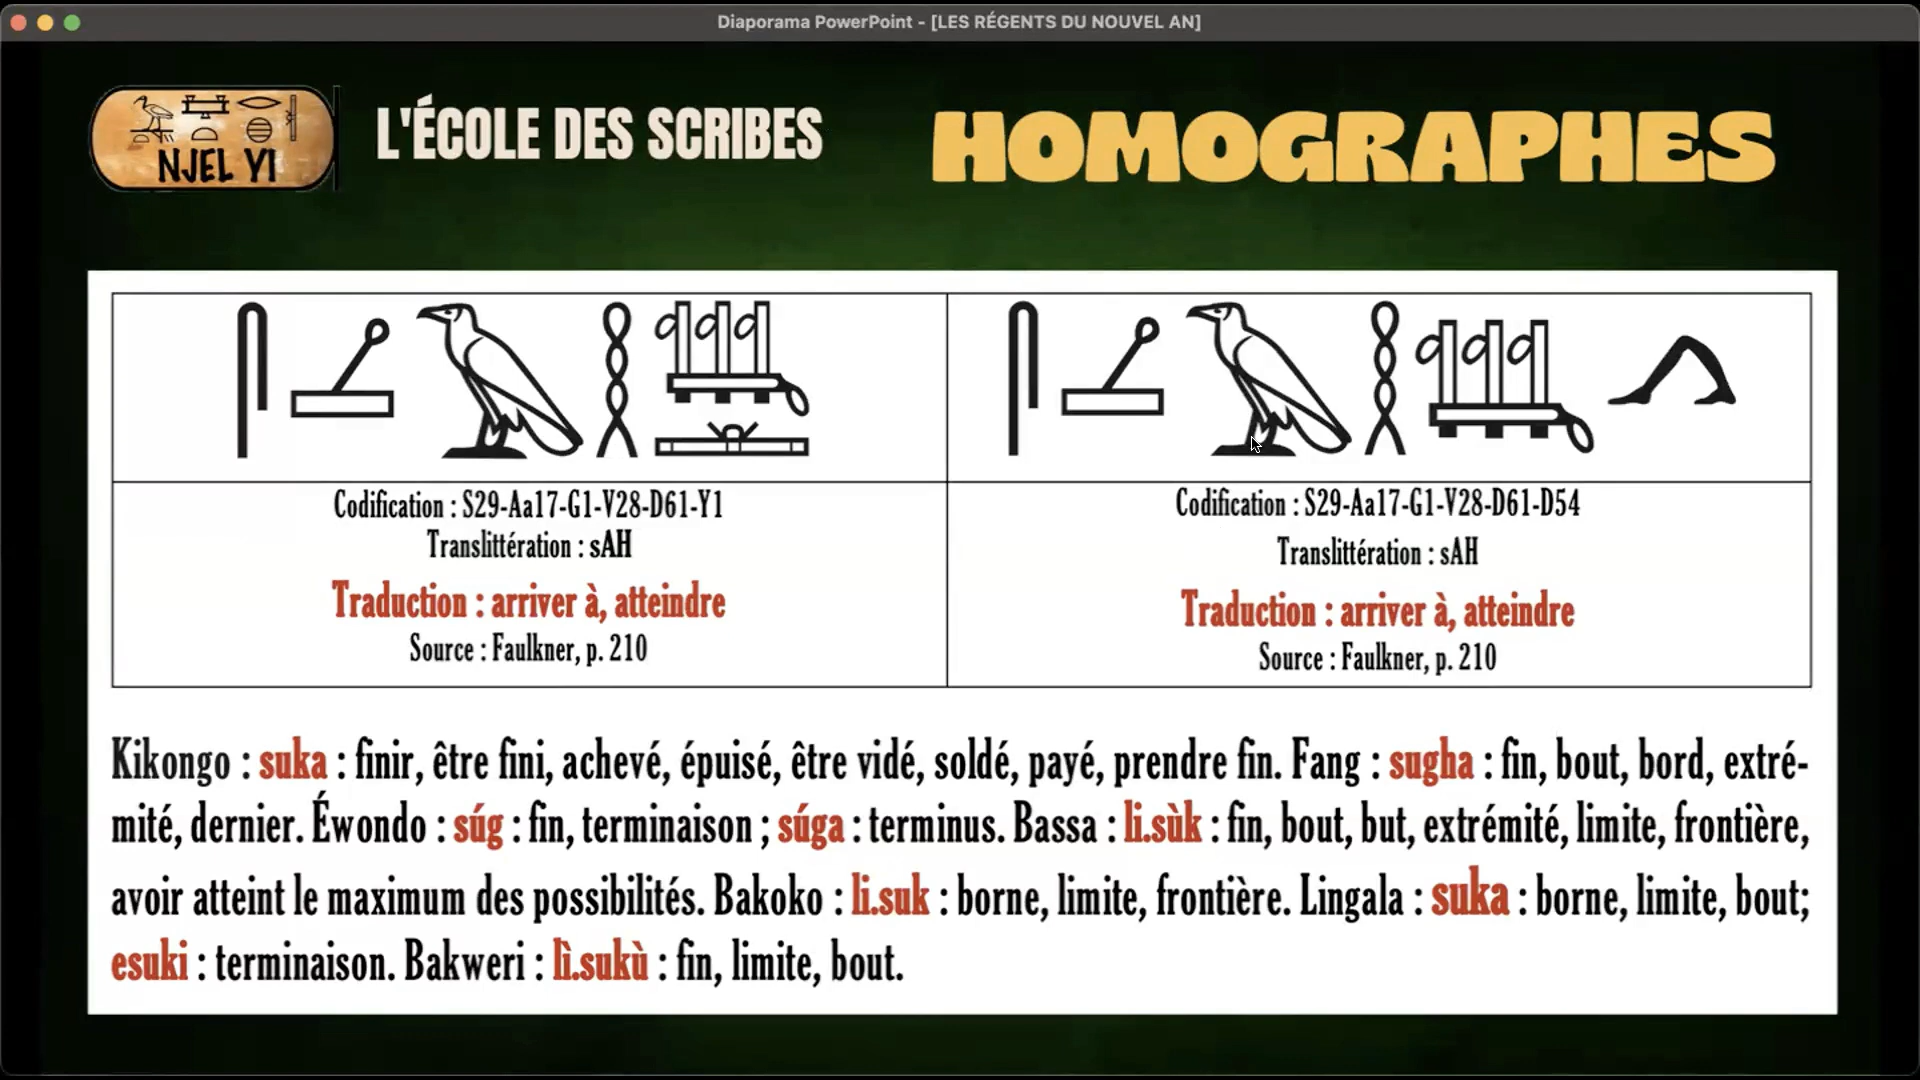 Diaporama PowerPoint - [LES RÉGENTS DU NOUVEL AN]
NJEL YI
L'ÉCOLE DES SCRIBES
HOMOGRAPHES
Codification : S29-Aa17-G1-V28-D61-Y1
Translittération : sAH
Traduction : arriver à, atteindre
Source : Faulkner, p. 210
Codification : S29-Aa17-G1-V28-D61-D54
Translittération : sAH
Traduction : arriver à, atteindre
Source : Faulkner, p. 210
Kikongo : suka : finir, être fini, achevé, épuisé, être vidé, soldé, payé, prendre fin. Fang : sugha : fin, bout, bord, extré-
mité, dernier. Éwondo : súg : fin, terminaison ; súga : terminus. Bassa : li.sùk : fin, bout, but, extrémité, limite, frontière,
avoir atteint le maximum des possibilités. Bakoko : li.suk : borne, limite, frontière. Lingala : suka : borne, limite, bout;
esuki : terminaison. Bakweri : lì.sukù : fin, limite, bout.